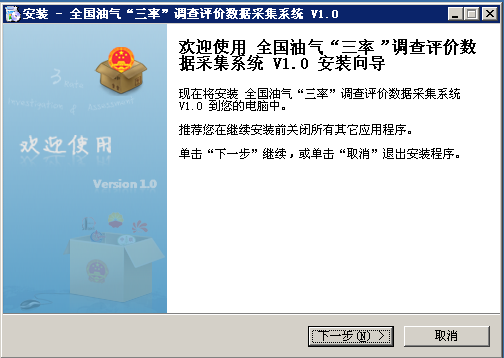 安装 - 全国油气“三率”调查评价数据采集系统 V1.0
欢迎使用 全国油气“三率 ”调查评价数
据采集系统 V1.0 安装向导
现在将安装 全国油气“三率”调查评价数据采集系统
V1.0 到您的电脑中。
推荐您在继续安装前关闭所有其它应用程序。
单击“下一步”继续，或单击“取消”退出安装程序。
3 Rate
Investigation & Assessment
欢迎使用
Version 1.0
下一步(N) >
取消